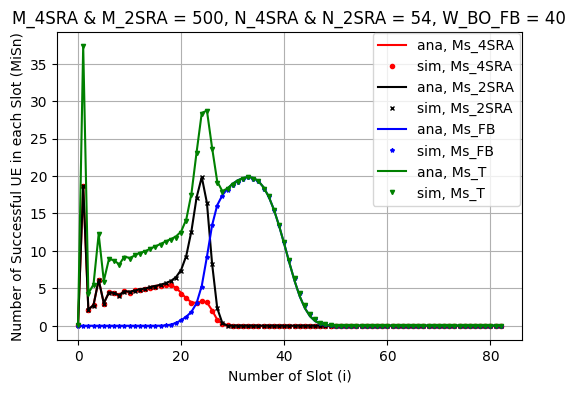 M_4SRA & M_2SRA = 500, N_4SRA & N_2SRA = 54, W_BO_FB = 40
Number of Successful UE in each Slot (MiSn)
35
30
25
20
15
10
5
0
ana, Ms_4SRA
sim, Ms_4SRA
ana, Ms_2SRA
sim, Ms_2SRA
ana, Ms_FB
sim, Ms_FB
ana, Ms_T
sim, Ms_T
0 20 40 60 80
Number of Slot (i)